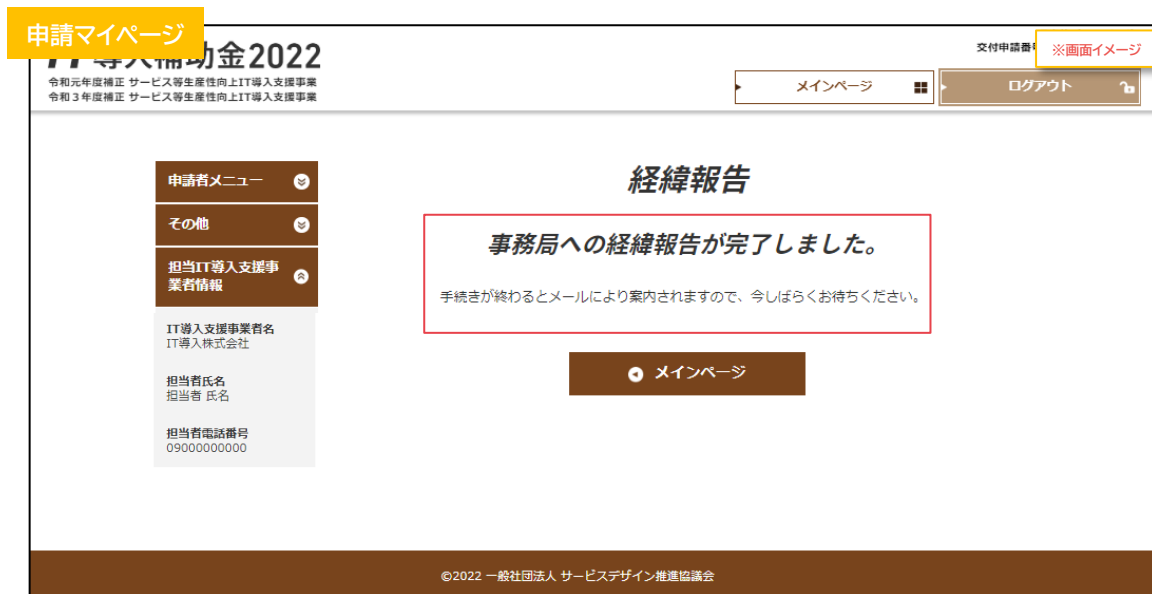 申請マイページ
IT導入補助金2022
令和元年度補正 サービス等生産性向上IT導入支援事業
令和３年度補正 サービス等生産性向上IT導入支援事業
交付申請番
※画面イメージ
メインページ
ログアウト
申請者メニュー
その他
担当IT導入支援事
業者情報
IT導入支援事業者名
IT導入株式会社
担当者氏名
担当者 氏名
担当者電話番号
09000000000
経緯報告
事務局への経緯報告が完了しました。
手続きが終わるとメールにより案内されますので、今しばらくお待ちください。
メインページ
©2022 一般社団法人 サービスデザイン推進協議会